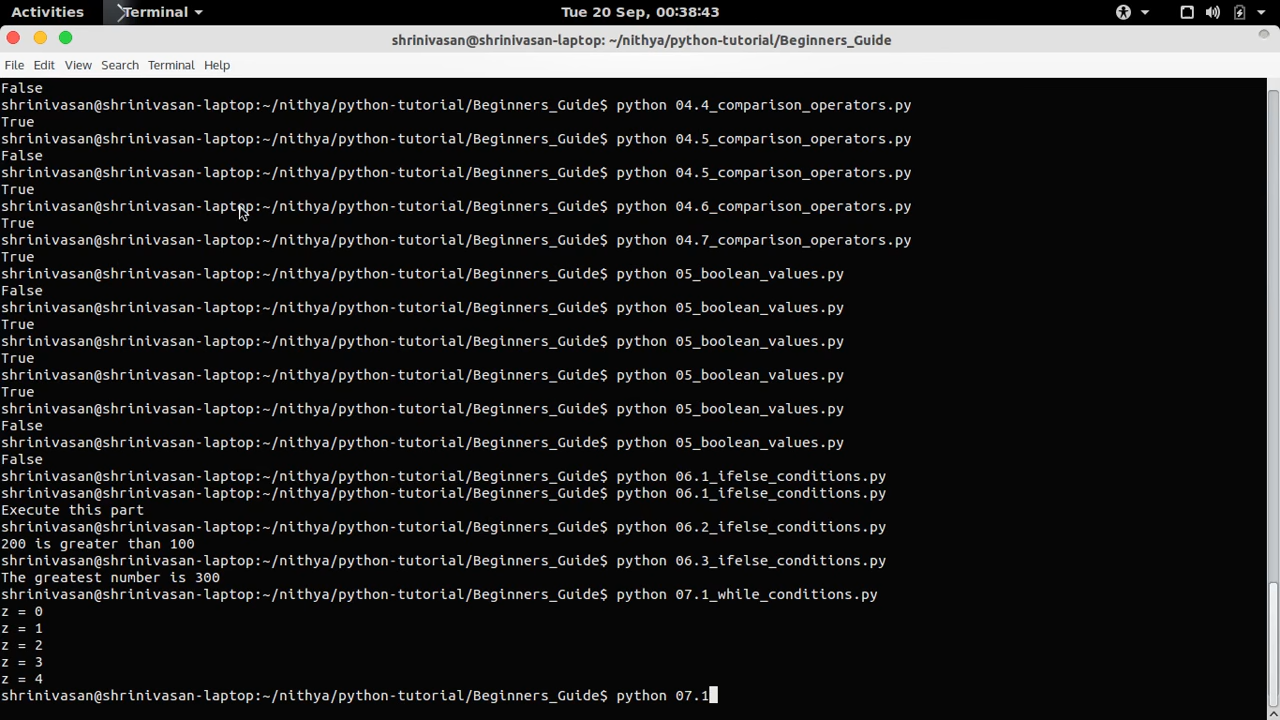 Activities
Terminal
Tue 20 Sep, 00:38:43
shrinivasan@shrinivasan-laptop: ~/nithya/python-tutorial/Beginners_Guide
File Edit View Search Terminal Help
False
shrinivasan@shrinivasan-laptop:~/nithya/python-tutorial/Beginners_Guide$ python 04.4_comparison_operators.py
True
shrinivasan@shrinivasan-laptop:~/nithya/python-tutorial/Beginners_Guide$ python 04.5_comparison_operators.py
False
shrinivasan@shrinivasan-laptop:~/nithya/python-tutorial/Beginners_Guide$ python 04.5_comparison_operators.py
True
shrinivasan@shrinivasan-laptop:~/nithya/python-tutorial/Beginners_Guide$ python 04.6_comparison_operators.py
True
shrinivasan@shrinivasan-laptop:~/nithya/python-tutorial/Beginners_Guide$ python 04.7_comparison_operators.py
True
shrinivasan@shrinivasan-laptop:~/nithya/python-tutorial/Beginners_Guide$ python 05_boolean_values.py
False
shrinivasan@shrinivasan-laptop:~/nithya/python-tutorial/Beginners_Guide$ python 05_boolean_values.py
True
shrinivasan@shrinivasan-laptop:~/nithya/python-tutorial/Beginners_Guide$ python 05_boolean_values.py
True
shrinivasan@shrinivasan-laptop:~/nithya/python-tutorial/Beginners_Guide$ python 05_boolean_values.py
True
shrinivasan@shrinivasan-laptop:~/nithya/python-tutorial/Beginners_Guide$ python 05_boolean_values.py
False
shrinivasan@shrinivasan-laptop:~/nithya/python-tutorial/Beginners_Guide$ python 05_boolean_values.py
False
shrinivasan@shrinivasan-laptop:~/nithya/python-tutorial/Beginners_Guide$ python 06.1_ifelse_conditions.py
shrinivasan@shrinivasan-laptop:~/nithya/python-tutorial/Beginners_Guide$ python 06.1_ifelse_conditions.py
Execute this part
shrinivasan@shrinivasan-laptop:~/nithya/python-tutorial/Beginners_Guide$ python 06.2_ifelse_conditions.py
200 is greater than 100
shrinivasan@shrinivasan-laptop:~/nithya/python-tutorial/Beginners_Guide$ python 06.3_ifelse_conditions.py
The greatest number is 300
shrinivasan@shrinivasan-laptop:~/nithya/python-tutorial/Beginners_Guide$ python 07.1_while_conditions.py
z = 0
z = 1
z = 2
z = 3
z = 4
shrinivasan@shrinivasan-laptop:~/nithya/python-tutorial/Beginners_Guide$ python 07.1